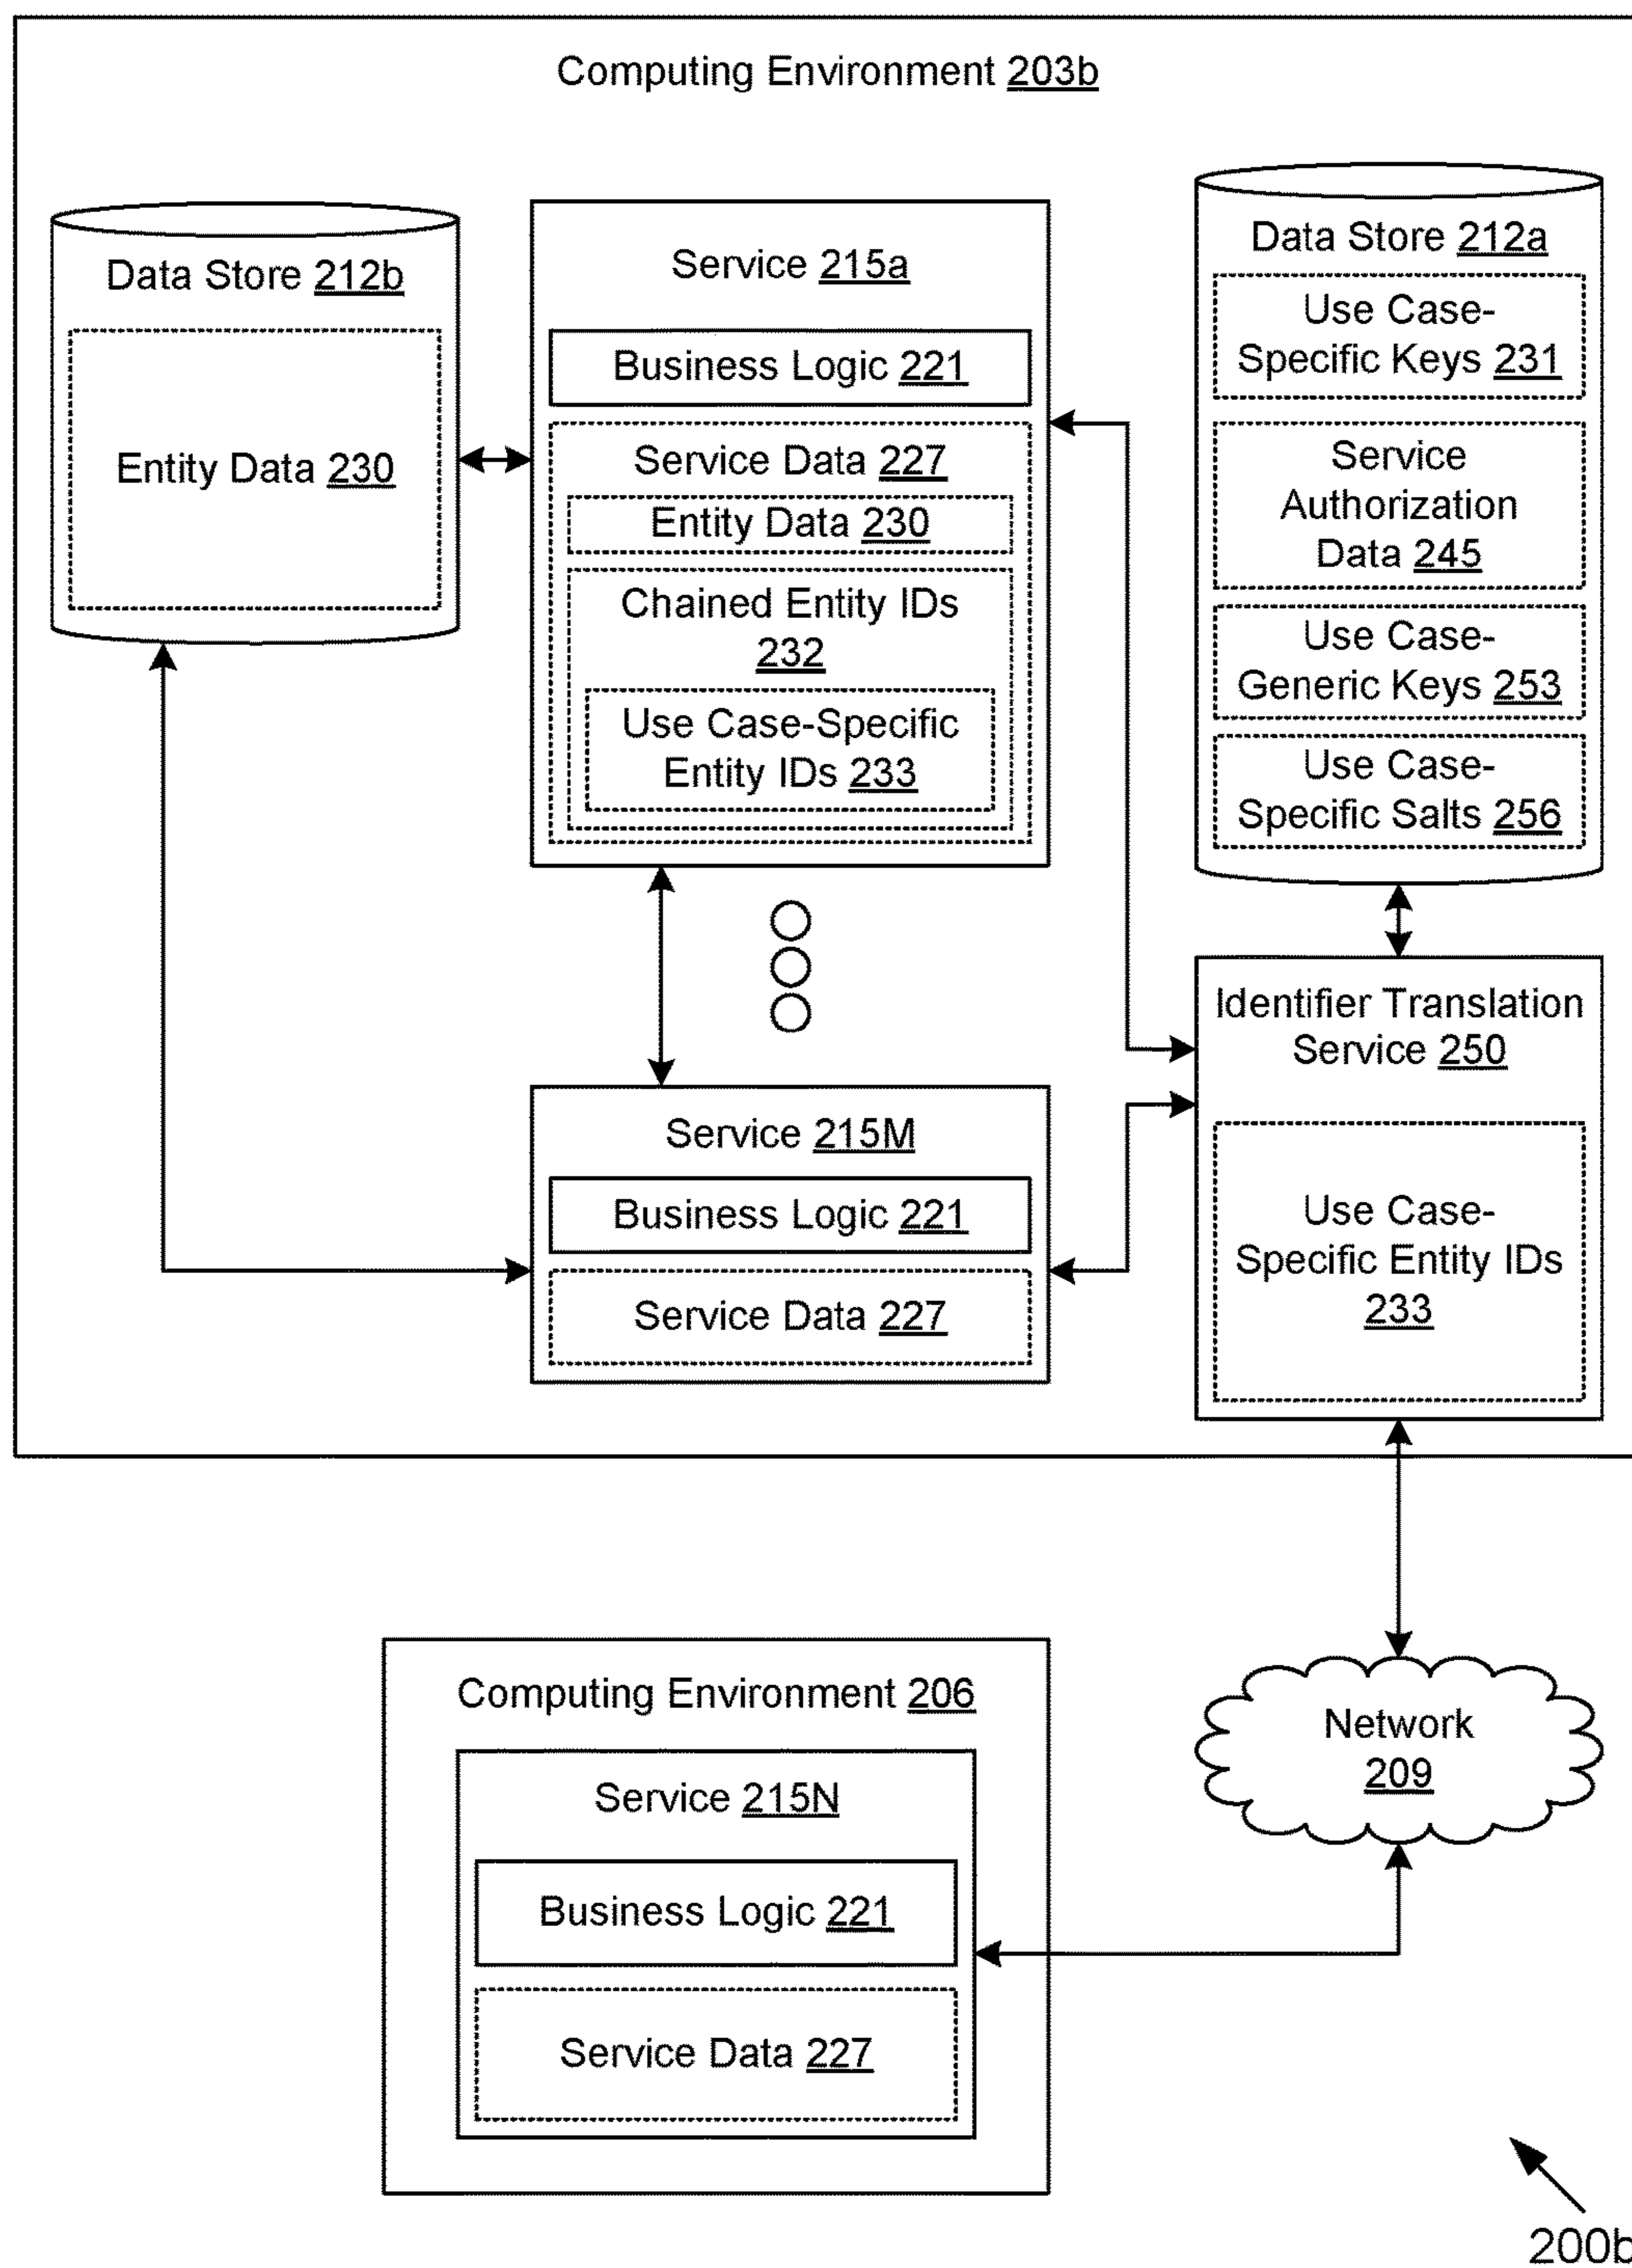 Computing Environment 203b
Data Store 212b
Entity Data 230
Service 215a
Business Logic 221
Service Data 227
Entity Data 230
Chained Entity IDs
232
Use Case-Specific
Entity IDs 233
Data Store 212a
Use Case-
Specific Keys 231
Service
Authorization
Data 245
Use Case-
Generic Keys 253
Use Case-
Specific Salts 256
Service 215M
Business Logic 221
Service Data 227
Identifier Translation
Service 250
Use Case-
Specific Entity IDs
233
Computing Environment 206
Service 215N
Business Logic 221
Service Data 227
Network
209
200b